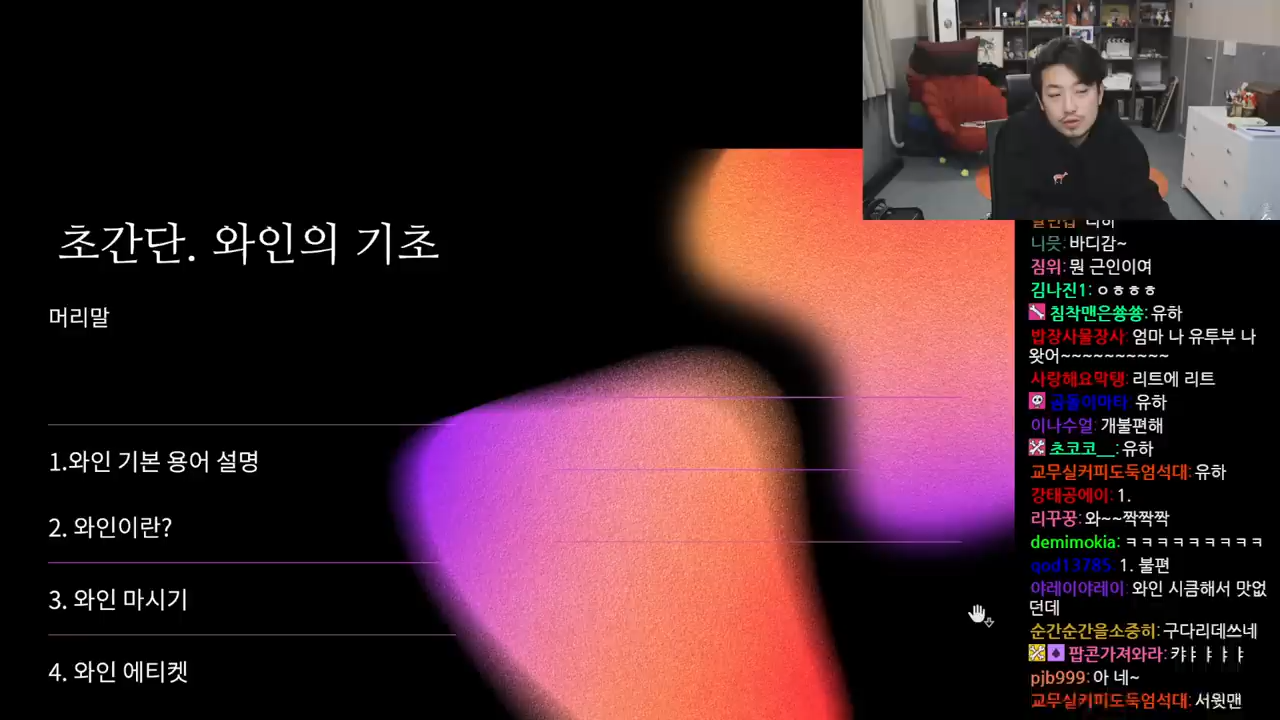 초간단. 와인의 기초
머리말
1.와인 기본 용어 설명
2. 와인이란?
3. 와인 마시기
4. 와인 에티켓
니믓: 바디감~
짐위: 뭔 근인이여
김나진1: ㅇㅎㅎㅎ
침착맨은쏭쏭: 유하
밥장사물장사: 엄마 나 유투부 나
왓어~~~~~~~~~~
사랑해요막탱: 리트에 리트
곰돌이마타: 유하
이나수얼: 개불편해
초코코__: 유하
교무실커피도둑엄석대: 유하
강태공에이: 1.
리꾸꿍: 와~~짝짝짝
demimokia: ㅋㅋㅋㅋㅋㅋㅋㅋㅋ
qod13785: 1. 불편
야레이야레이: 와인 시큼해서 맛없
던데
순간순간을소중히: 구다리데쓰네
팝콘가져와라: 캬ㅑㅑㅑㅑ
pjb999: 아 네~
교무실커피도둑엄석대: 서윗맨